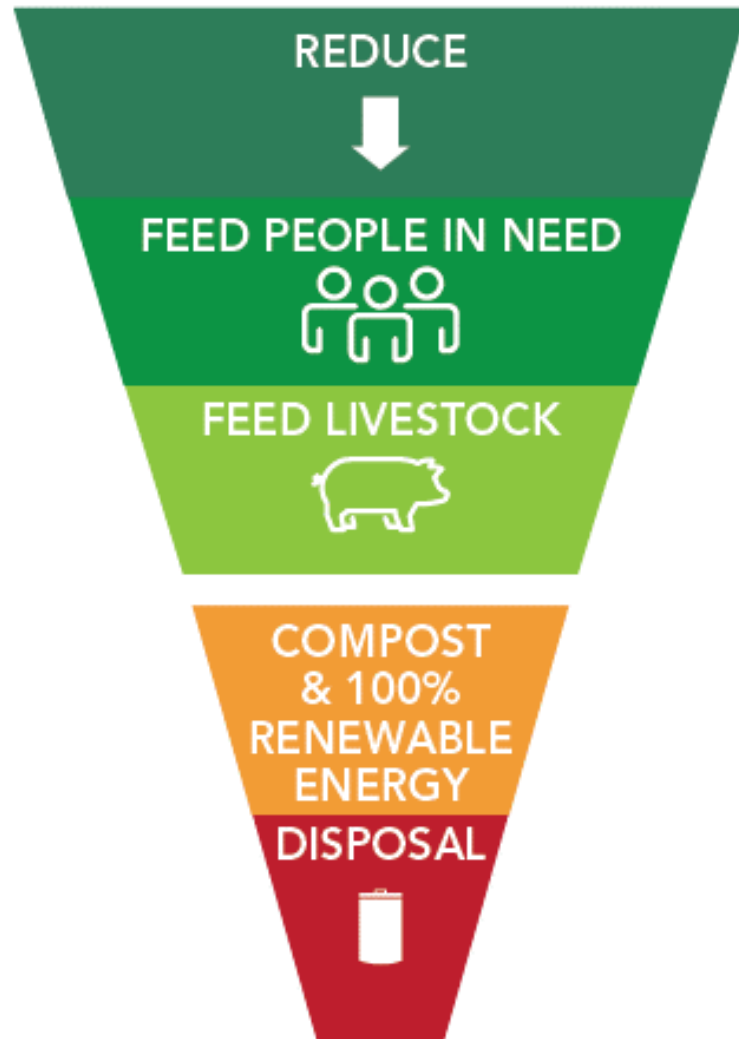 REDUCE
FEED PEOPLE IN NEED
FEED LIVESTOCK
COMPOST
& 100%
RENEWABLE
ENERGY
DISPOSAL